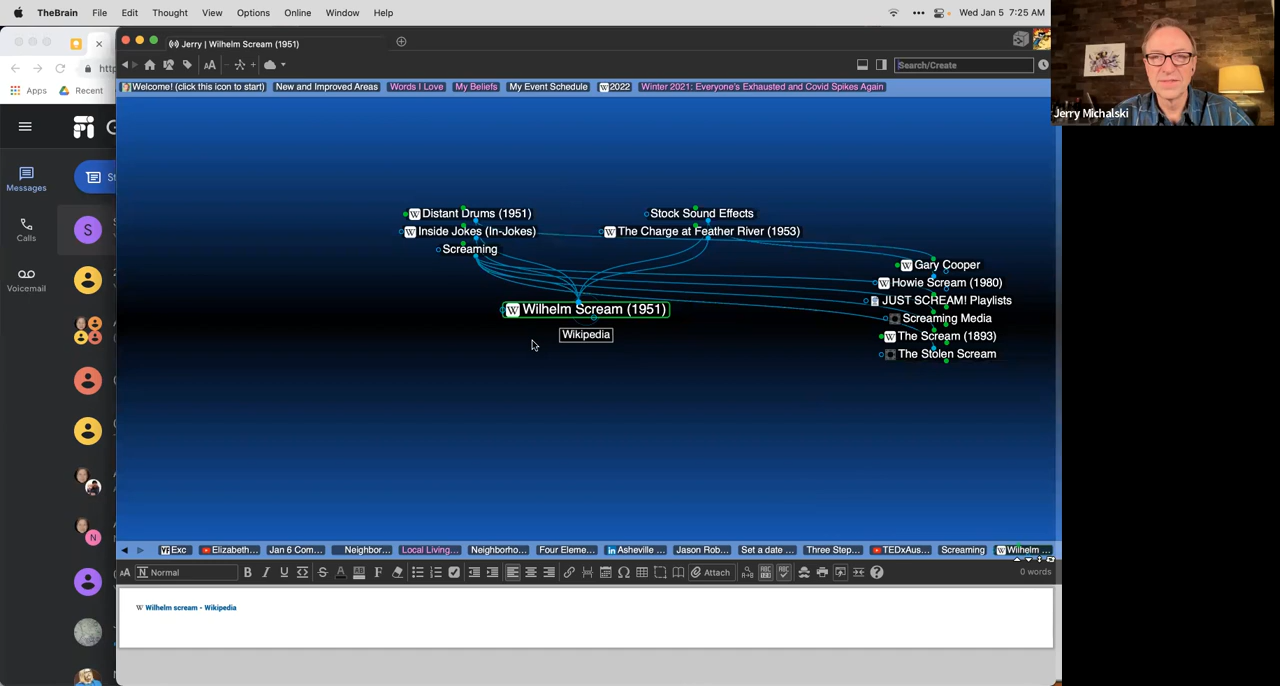 TheBrain File Edit Thought View Options Online Window Help
Wed Jan 5 7:25 AM
Jerry | Wilhelm Scream (1951)
Search/Create
Welcome! (click this icon to start) New and Improved Areas Words I Love My Beliefs My Event Schedule W 2022 Winter 2021: Everyone's Exhausted and Covid Spikes Again
http
Apps Recent
Jerry Michalski
Messages
Calls
Voicemail
S
N
Distant Drums (1951)
Stock Sound Effects
Inside Jokes (In-Jokes)
The Charge at Feather River (1953)
Screaming
Gary Cooper
Howie Scream (1980)
JUST SCREAM! Playlists
Wilhelm Scream (1951)
Screaming Media
Wikipedia
The Scream (1893)
The Stolen Scream
Exc Elizabeth... Jan 6 Com... Neighbor... Local Living... Neighborho... Four Eleme... Asheville ... Jason Rob... Set a date ... Three Step... TEDxAus... Screaming Wilhelm ...
Normal
Attach
0 words
W Wilhelm scream - Wikipedia